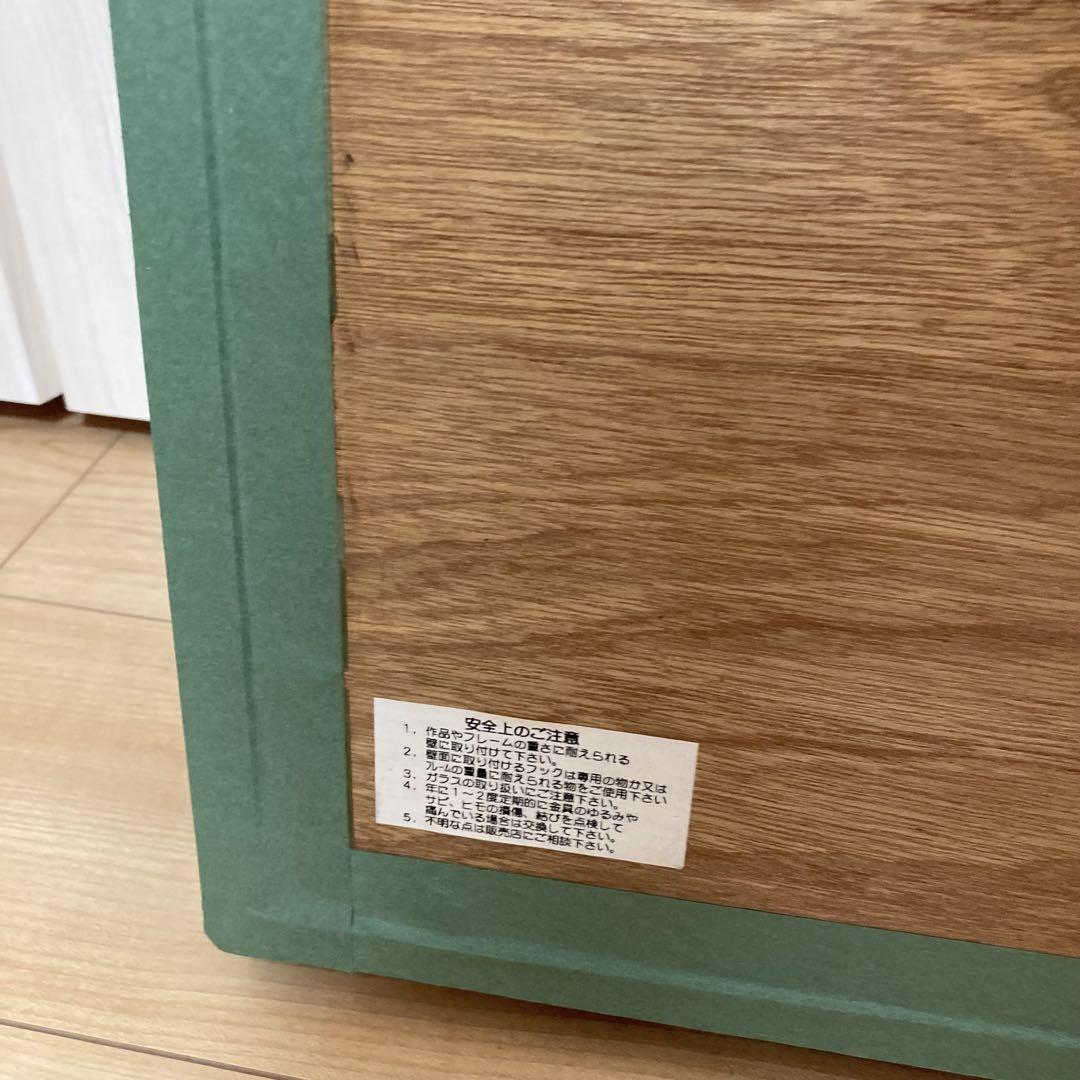 安全上のご注意
1. 作品やフレームの重さに耐えられる
壁に取り付けて下さい。
2. 壁面に取り付けるフックは専用の物か又は
フレームの重量に耐えられる物をご使用下さい
3. ガラスの取り扱いにご注意下さい。
4. 年に1〜2度定期的に金具のゆるみや
サビ、ヒモの損傷、結びを点検して
痛んでいる場合は交換して下さい。
5. 不明な点は販売店にご相談下さい。